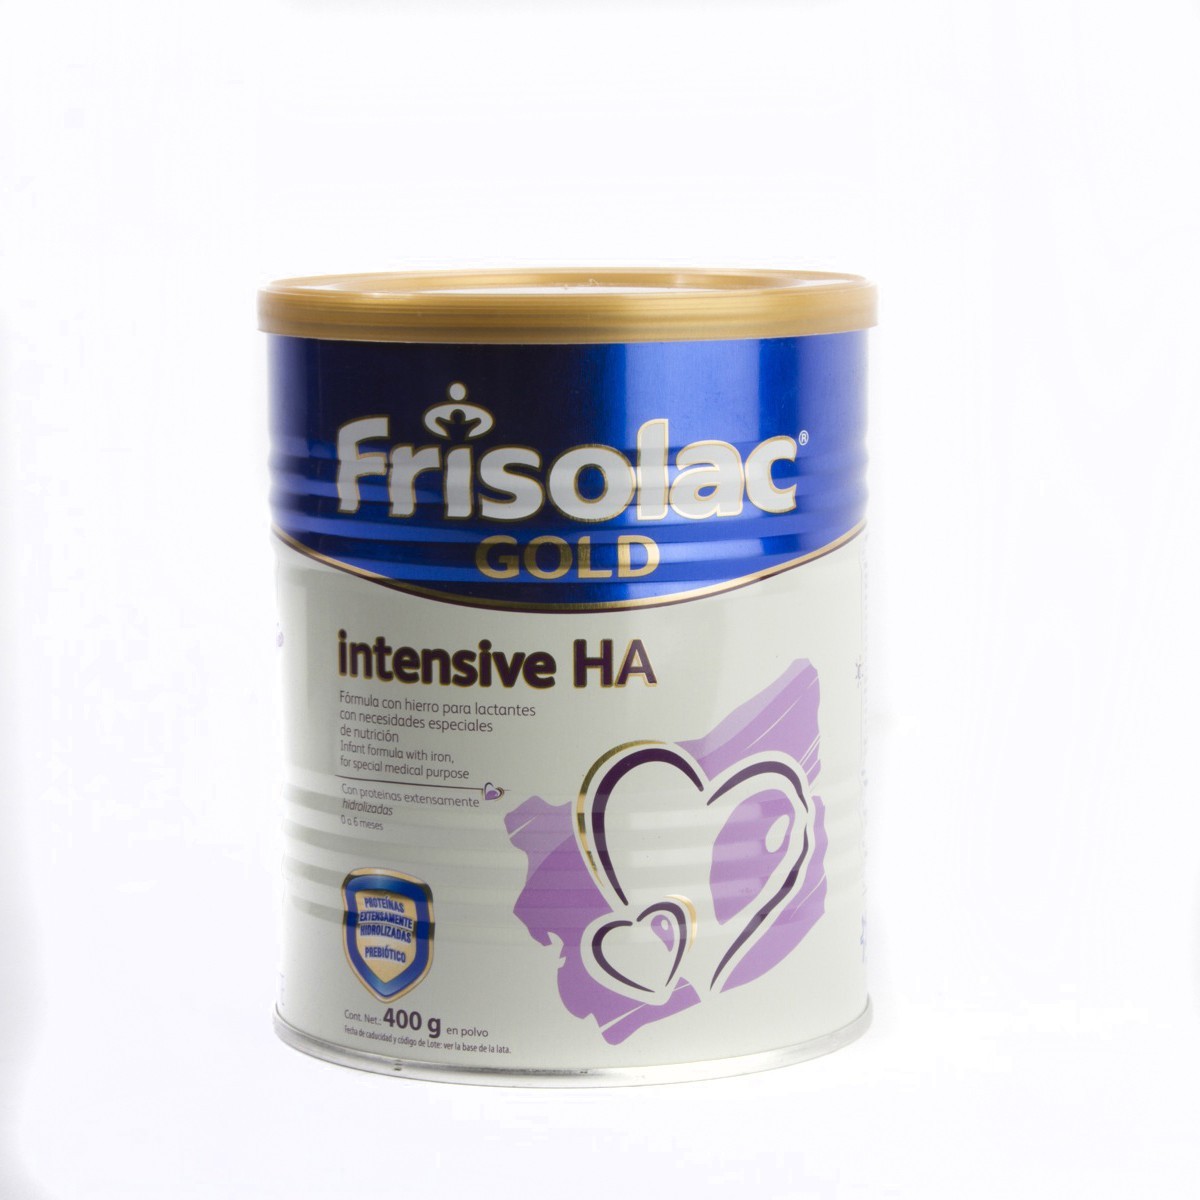 Frisolac®
GOLD
intensive HA
Fórmula con hierro para lactantes
con necesidades especiales
de nutrición
Infant formula with iron,
for special medical purpose
Con proteínas extensamente
hidrolizadas
0 a 6 meses
PROTEÍNAS
EXTENSAMENTE
HIDROLIZADAS
PREBIÓTICO
Cont. Net.: 400 g en polvo
Fecha de caducidad y código de Lote: ver la base de la lata.